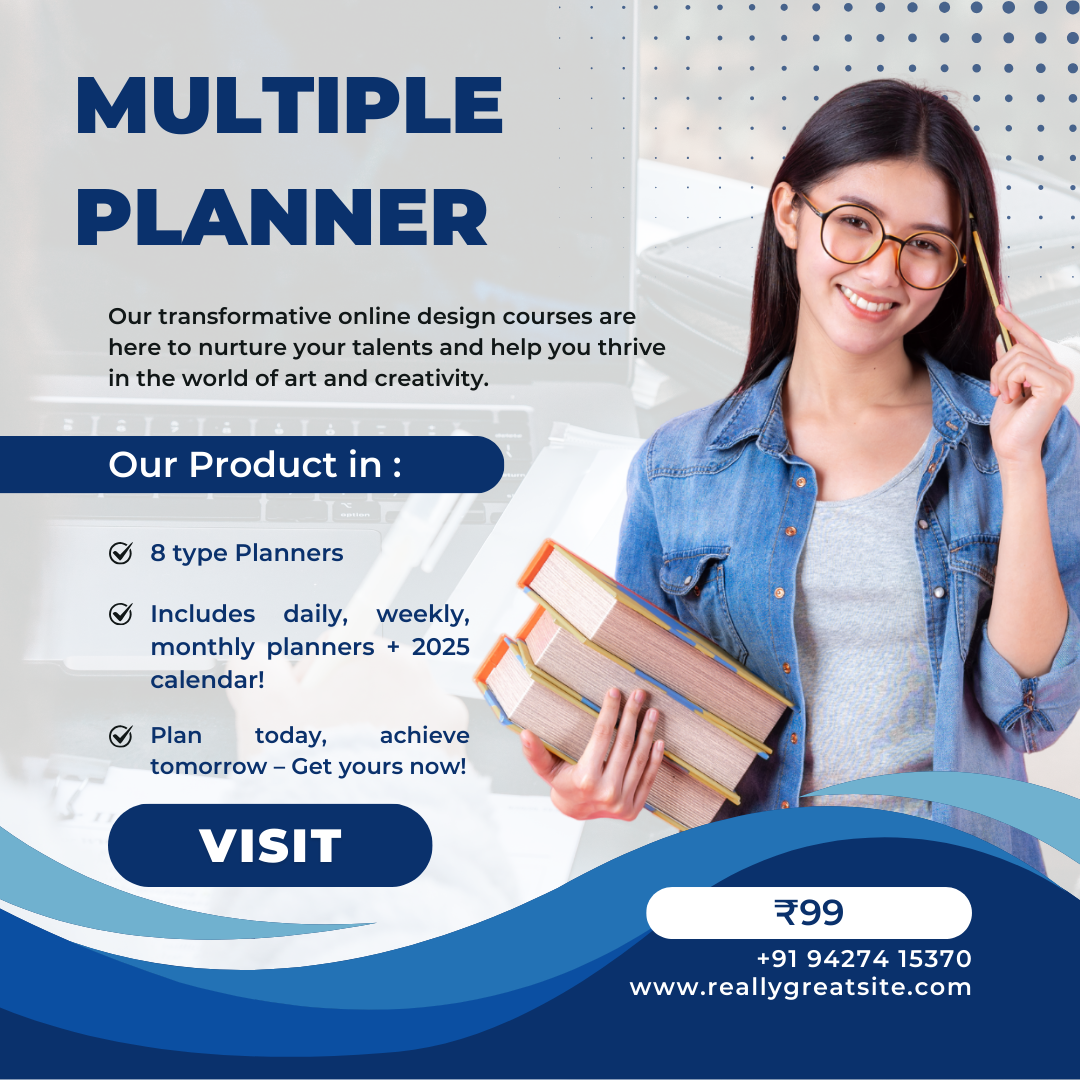 MULTIPLE
PLANNER
Our transformative online design courses are
here to nurture your talents and help you thrive
in the world of art and creativity.
Our Product in :
option
8 type Planners
Includes daily, weekly,
monthly planners + 2025
calendar!
Plan today, achieve
tomorrow – Get yours now!
VISIT
₹99
+91 94274 15370
www.reallygreatsite.com